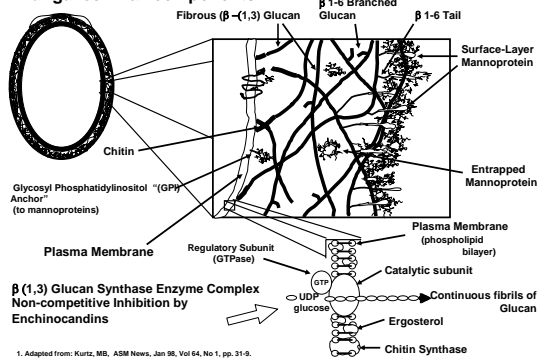 Fibrous (β –(1,3) Glucan
β 1-6 Branched
Glucan
β 1-6 Tail
Surface-Layer
Mannoprotein
Chitin
Entrapped
Mannoprotein
Glycosyl Phosphatidylinositol “(GPI)
Anchor”
(to mannoproteins)
Plasma Membrane
Plasma Membrane
(phospholipid
bilayer)
Regulatory Subunit
(GTPase)
Catalytic subunit
GTP
β (1,3) Glucan Synthase Enzyme Complex
Non-competitive Inhibition by
Enchinocandins
UDP
glucose
Continuous fibrils of
Glucan
Ergosterol
Chitin Synthase
1. Adapted from: Kurtz, MB, ASM News, Jan 98, Vol 64, No 1, pp. 31-9.